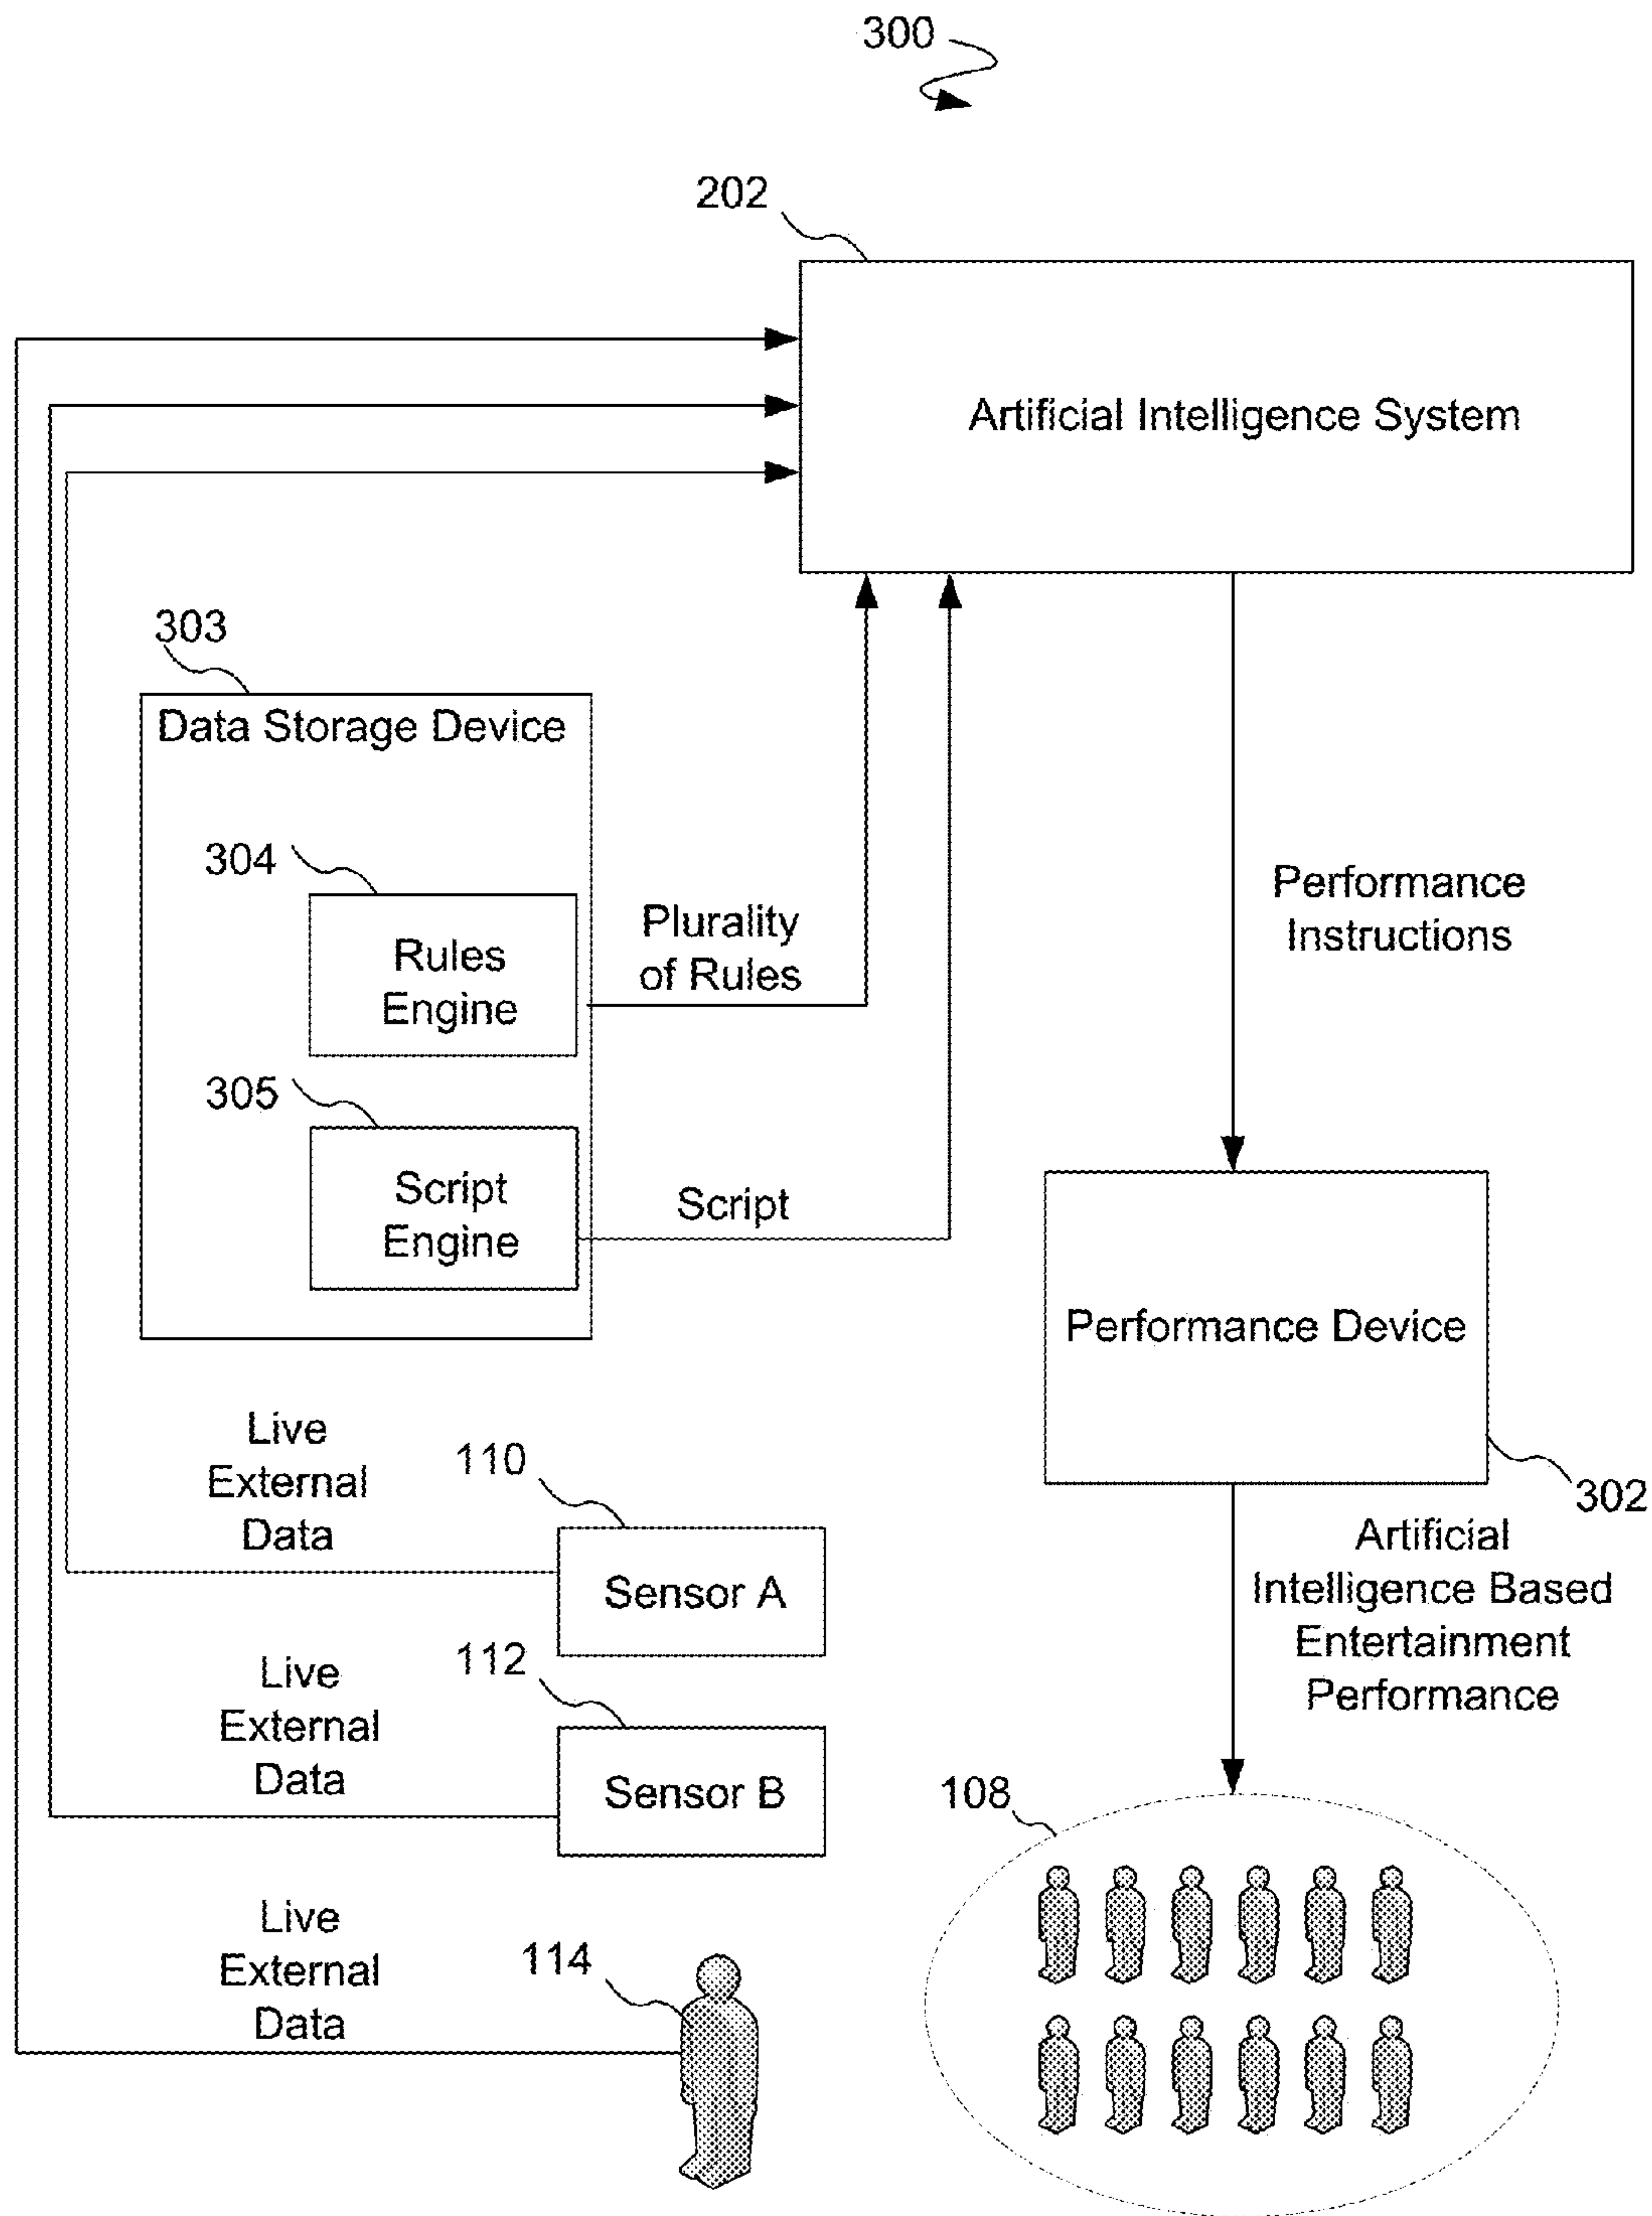 300
202
Artificial Intelligence System
303
Data Storage Device
304
Rules
Engine
Plurality
of Rules
305
Script
Engine
Script
Performance
Instructions
Performance Device
302
Live
External
Data
110
Sensor A
Artificial
Intelligence Based
Entertainment
Performance
Live
External
Data
112
Sensor B
108
Live
External
Data
114